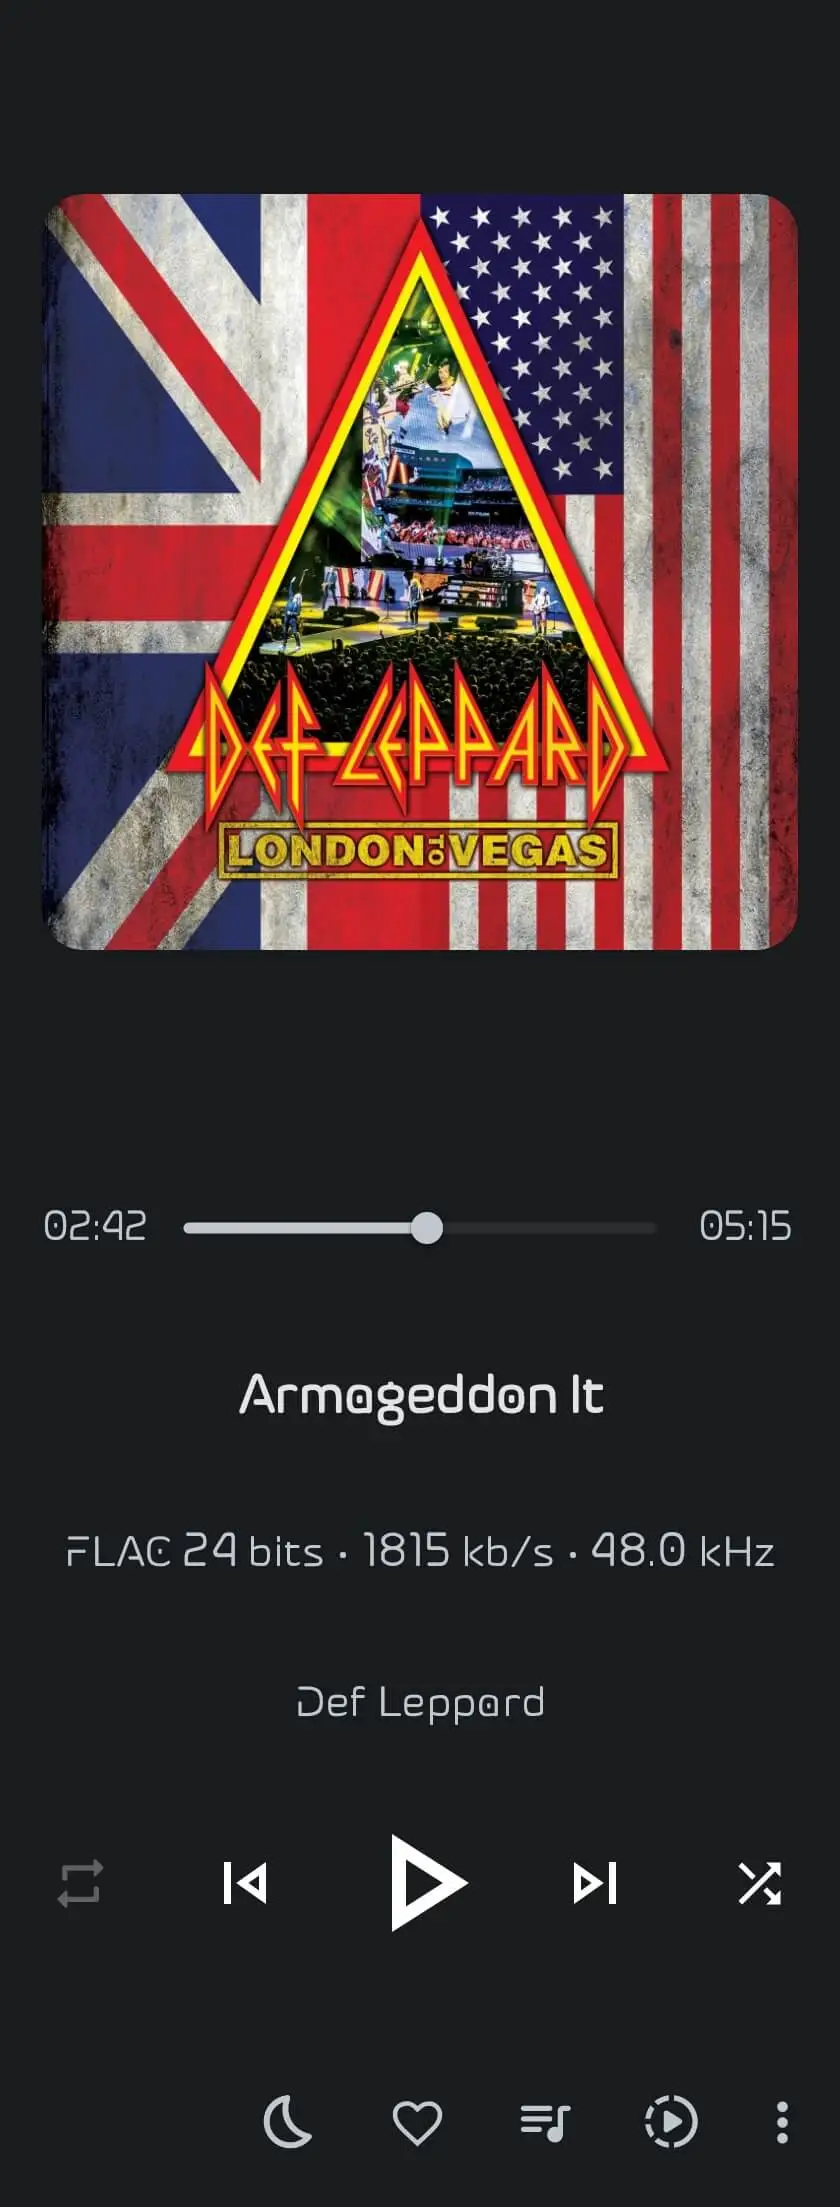 DEF LEPPARD
LONDON TO VEGAS
02:42 05:15
Armageddon It
FLAC 24 bits • 1815 kb/s • 48.0 kHz
Def Leppard